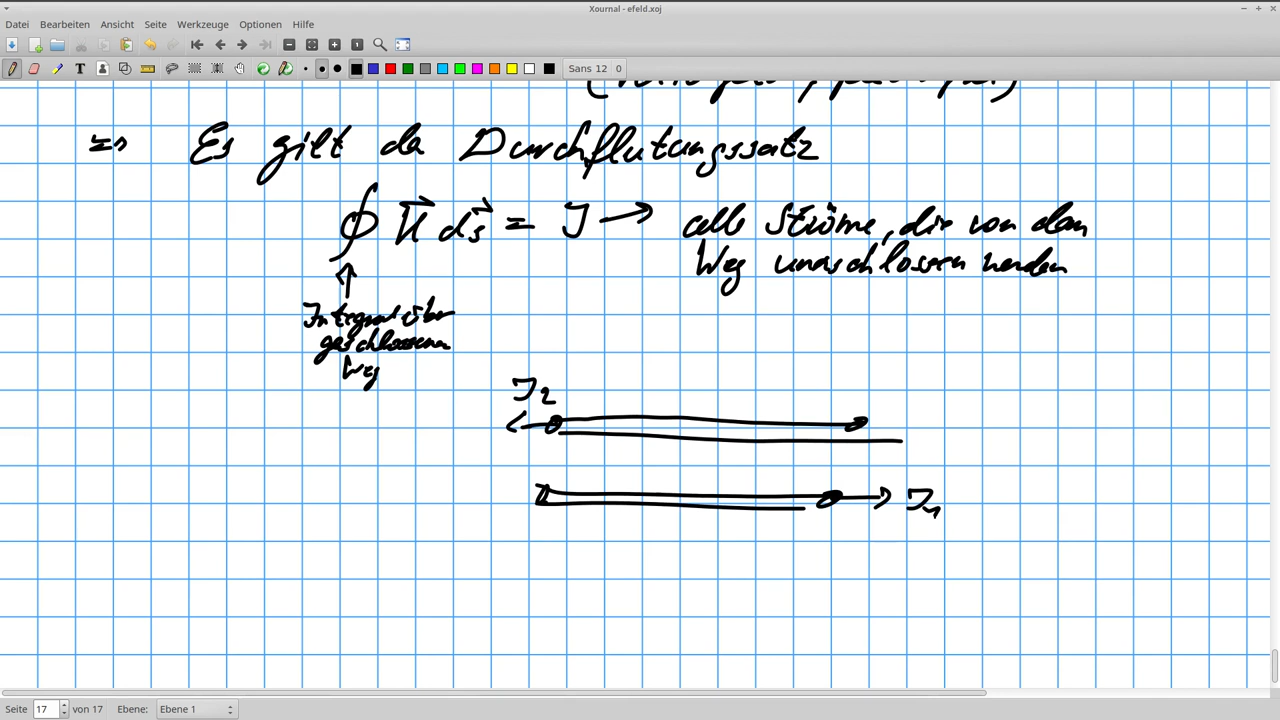 Xournal - efeld.xoj
Datei Bearbeiten Ansicht Seite Werkzeuge Optionen Hilfe
Sans 12 0
=> Es gilt da Durchflutungssatz
∮ H⃗ ds⃗ = I → alle Ströme, die von dem
Weg umschlossen werden
Integral über
geschlossenen
Weg
I2
I1
Seite 17 von 17 Ebene: Ebene 1